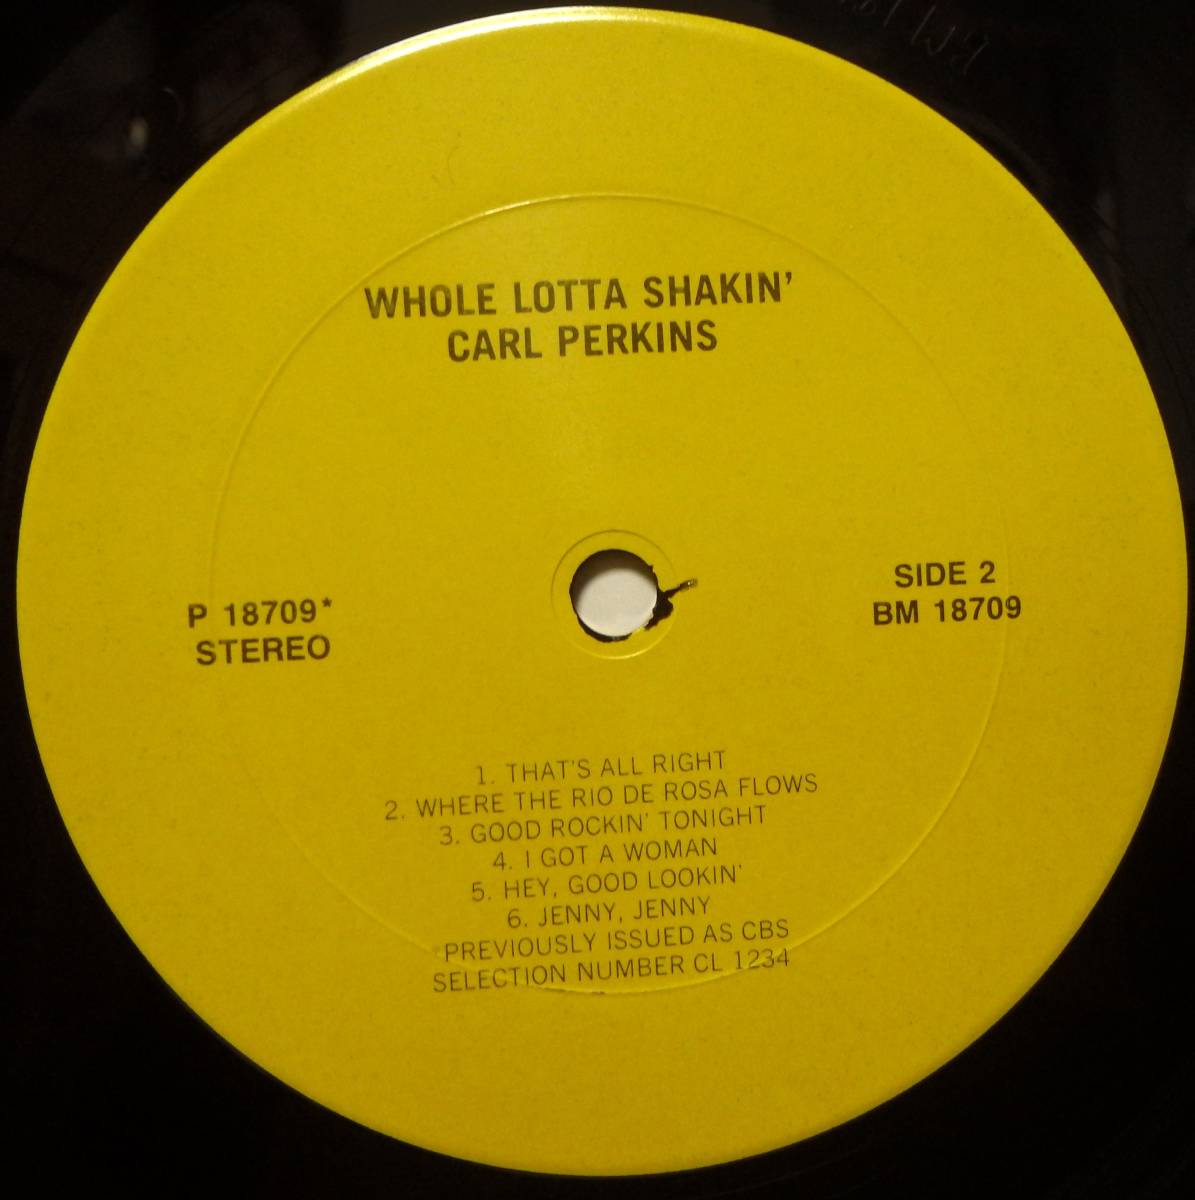 WHOLE LOTTA SHAKIN'
CARL PERKINS
P 18709*
STEREO
SIDE 2
BM 18709
1. THAT'S ALL RIGHT
2. WHERE THE RIO DE ROSA FLOWS
3. GOOD ROCKIN' TONIGHT
4. I GOT A WOMAN
5. HEY, GOOD LOOKIN'
6. JENNY, JENNY
PREVIOUSLY ISSUED AS CBS
SELECTION NUMBER CL 1234